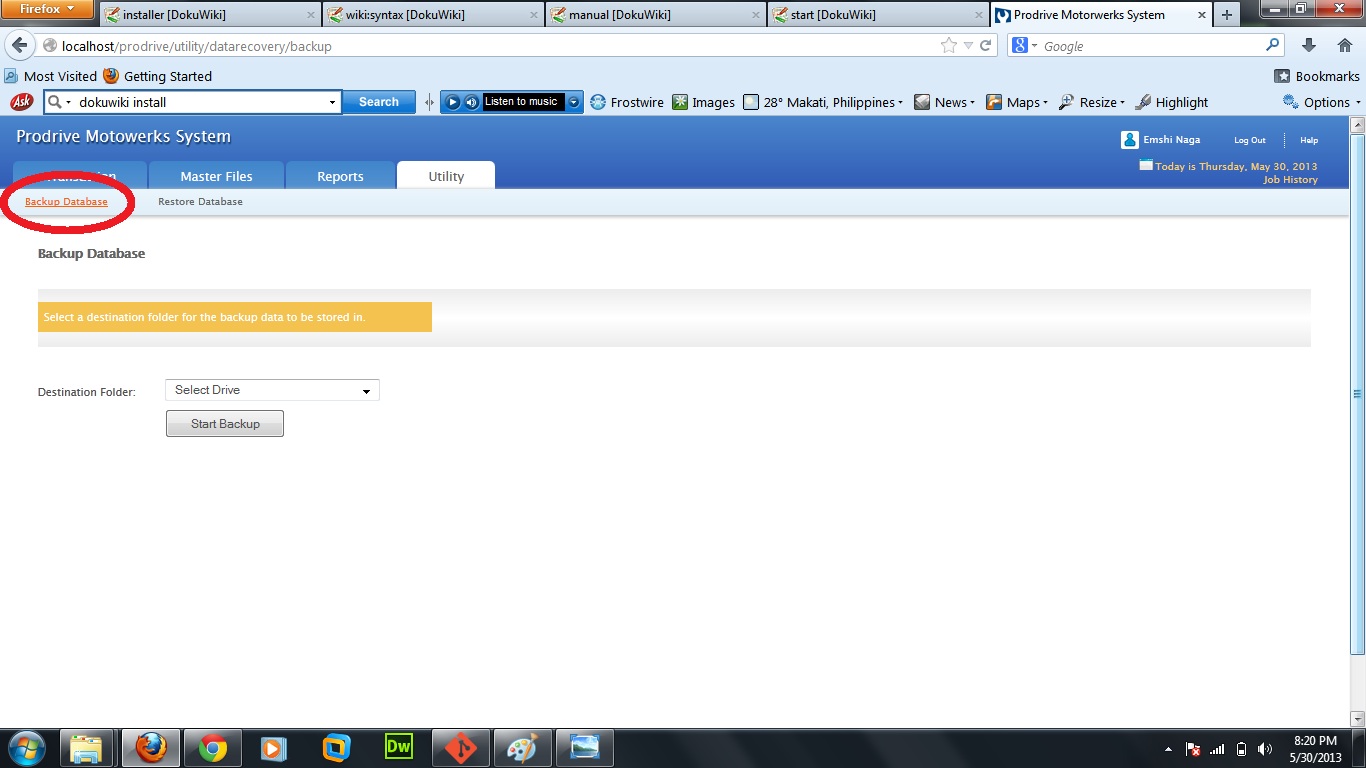 Firefox
installer [DokuWiki]
wiki:syntax [DokuWiki]
manual [DokuWiki]
start [DokuWiki]
Prodrive Motorwerks System
localhost/prodrive/utility/datarecovery/backup
Google
Most Visited
Getting Started
Bookmarks
Ask
dokuwiki install
Search
Listen to music
Frostwire
Images
28° Makati, Philippines
News
Maps
Resize
Highlight
Options
Prodrive Motowerks System
Emshi Naga
Log Out
Help
Today is Thursday, May 30, 2013
Job History
Master Files
Reports
Utility
Backup Database
Restore Database
Backup Database
Select a destination folder for the backup data to be stored in.
Destination Folder:
Select Drive
Start Backup
Dw
8:20 PM
5/30/2013